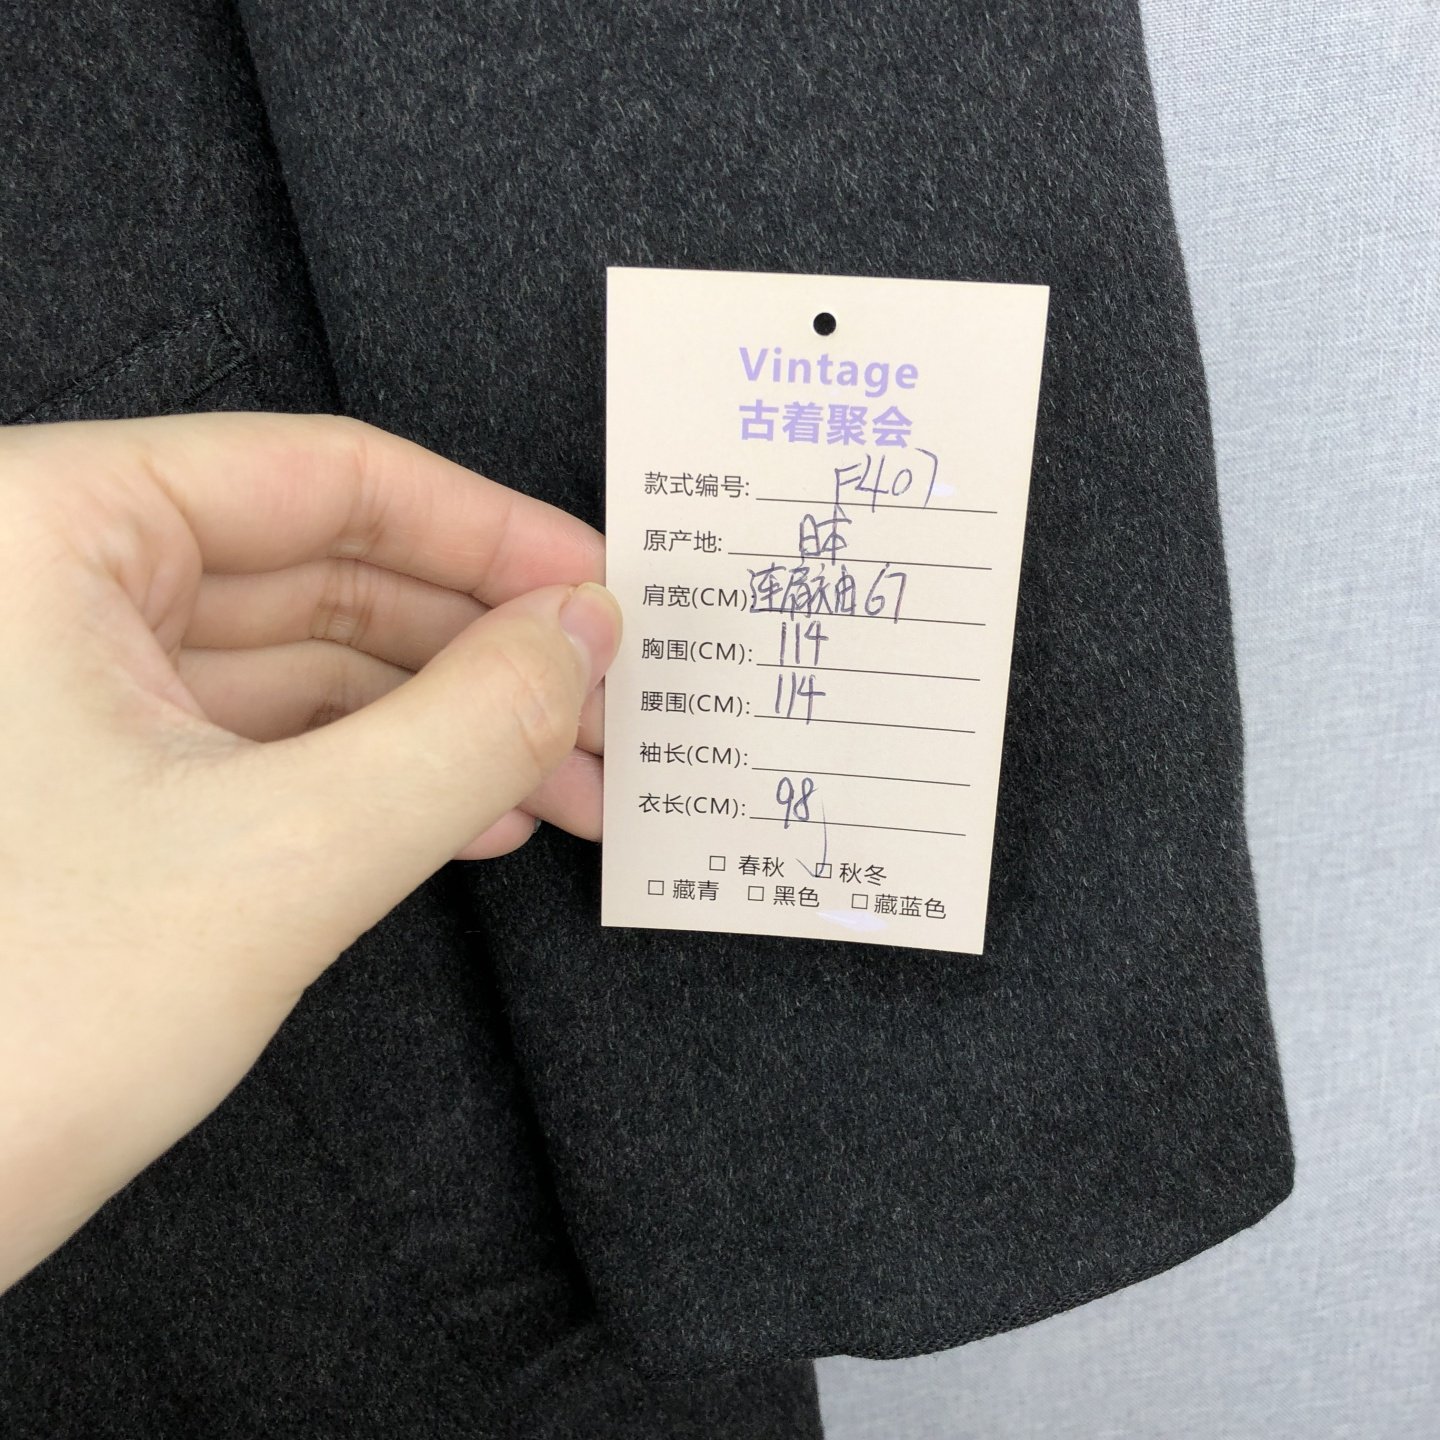 Vintage
古着聚会
款式编号: F407
原产地: 日本
肩宽(CM): 连肩袖67
胸围(CM): 114
腰围(CM): 114
袖长(CM):
衣长(CM): 98
□ 春秋 □ 秋冬
□ 藏青 □ 黑色 □ 藏蓝色